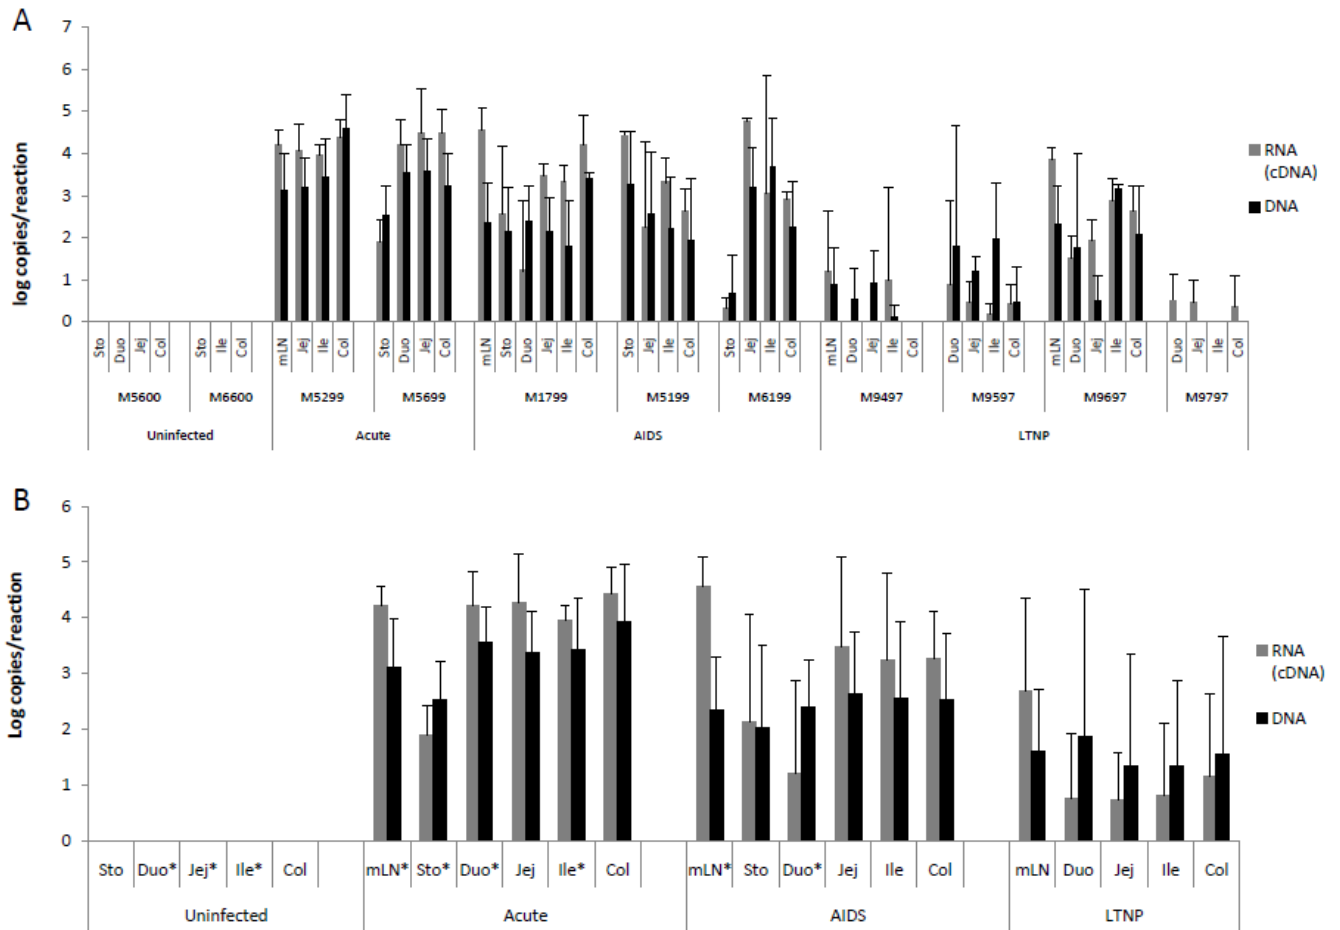 A
7
6
5
4
3
2
1
0
log copies/reaction
RNA
(cDNA)
DNA
Sto Duo Jej Ile Col Sto Ile Col mLN Jej Ile Col Sto Duo Jej Col mLN Sto Duo Jej Ile Col Sto Jej Ile Col Sto Jej Ile Col mLN Duo Jej Ile Col Duo Jej Ile Col mLN Duo Jej Ile Col Duo Jej Ile Col
M5600 M6600 M5299 M5699 M1799 M5199 M6199 M9497 M9597 M9697 M9797
Uninfected Acute AIDS LTNP
B
6
5
4
3
2
1
0
Log copies/reaction
RNA
(cDNA)
DNA
Sto Duo* Jej* Ile* Col mLN* Sto* Duo* Jej Ile* Col mLN* Sto Duo* Jej Ile Col mLN Duo Jej Ile Col
Uninfected Acute AIDS LTNP